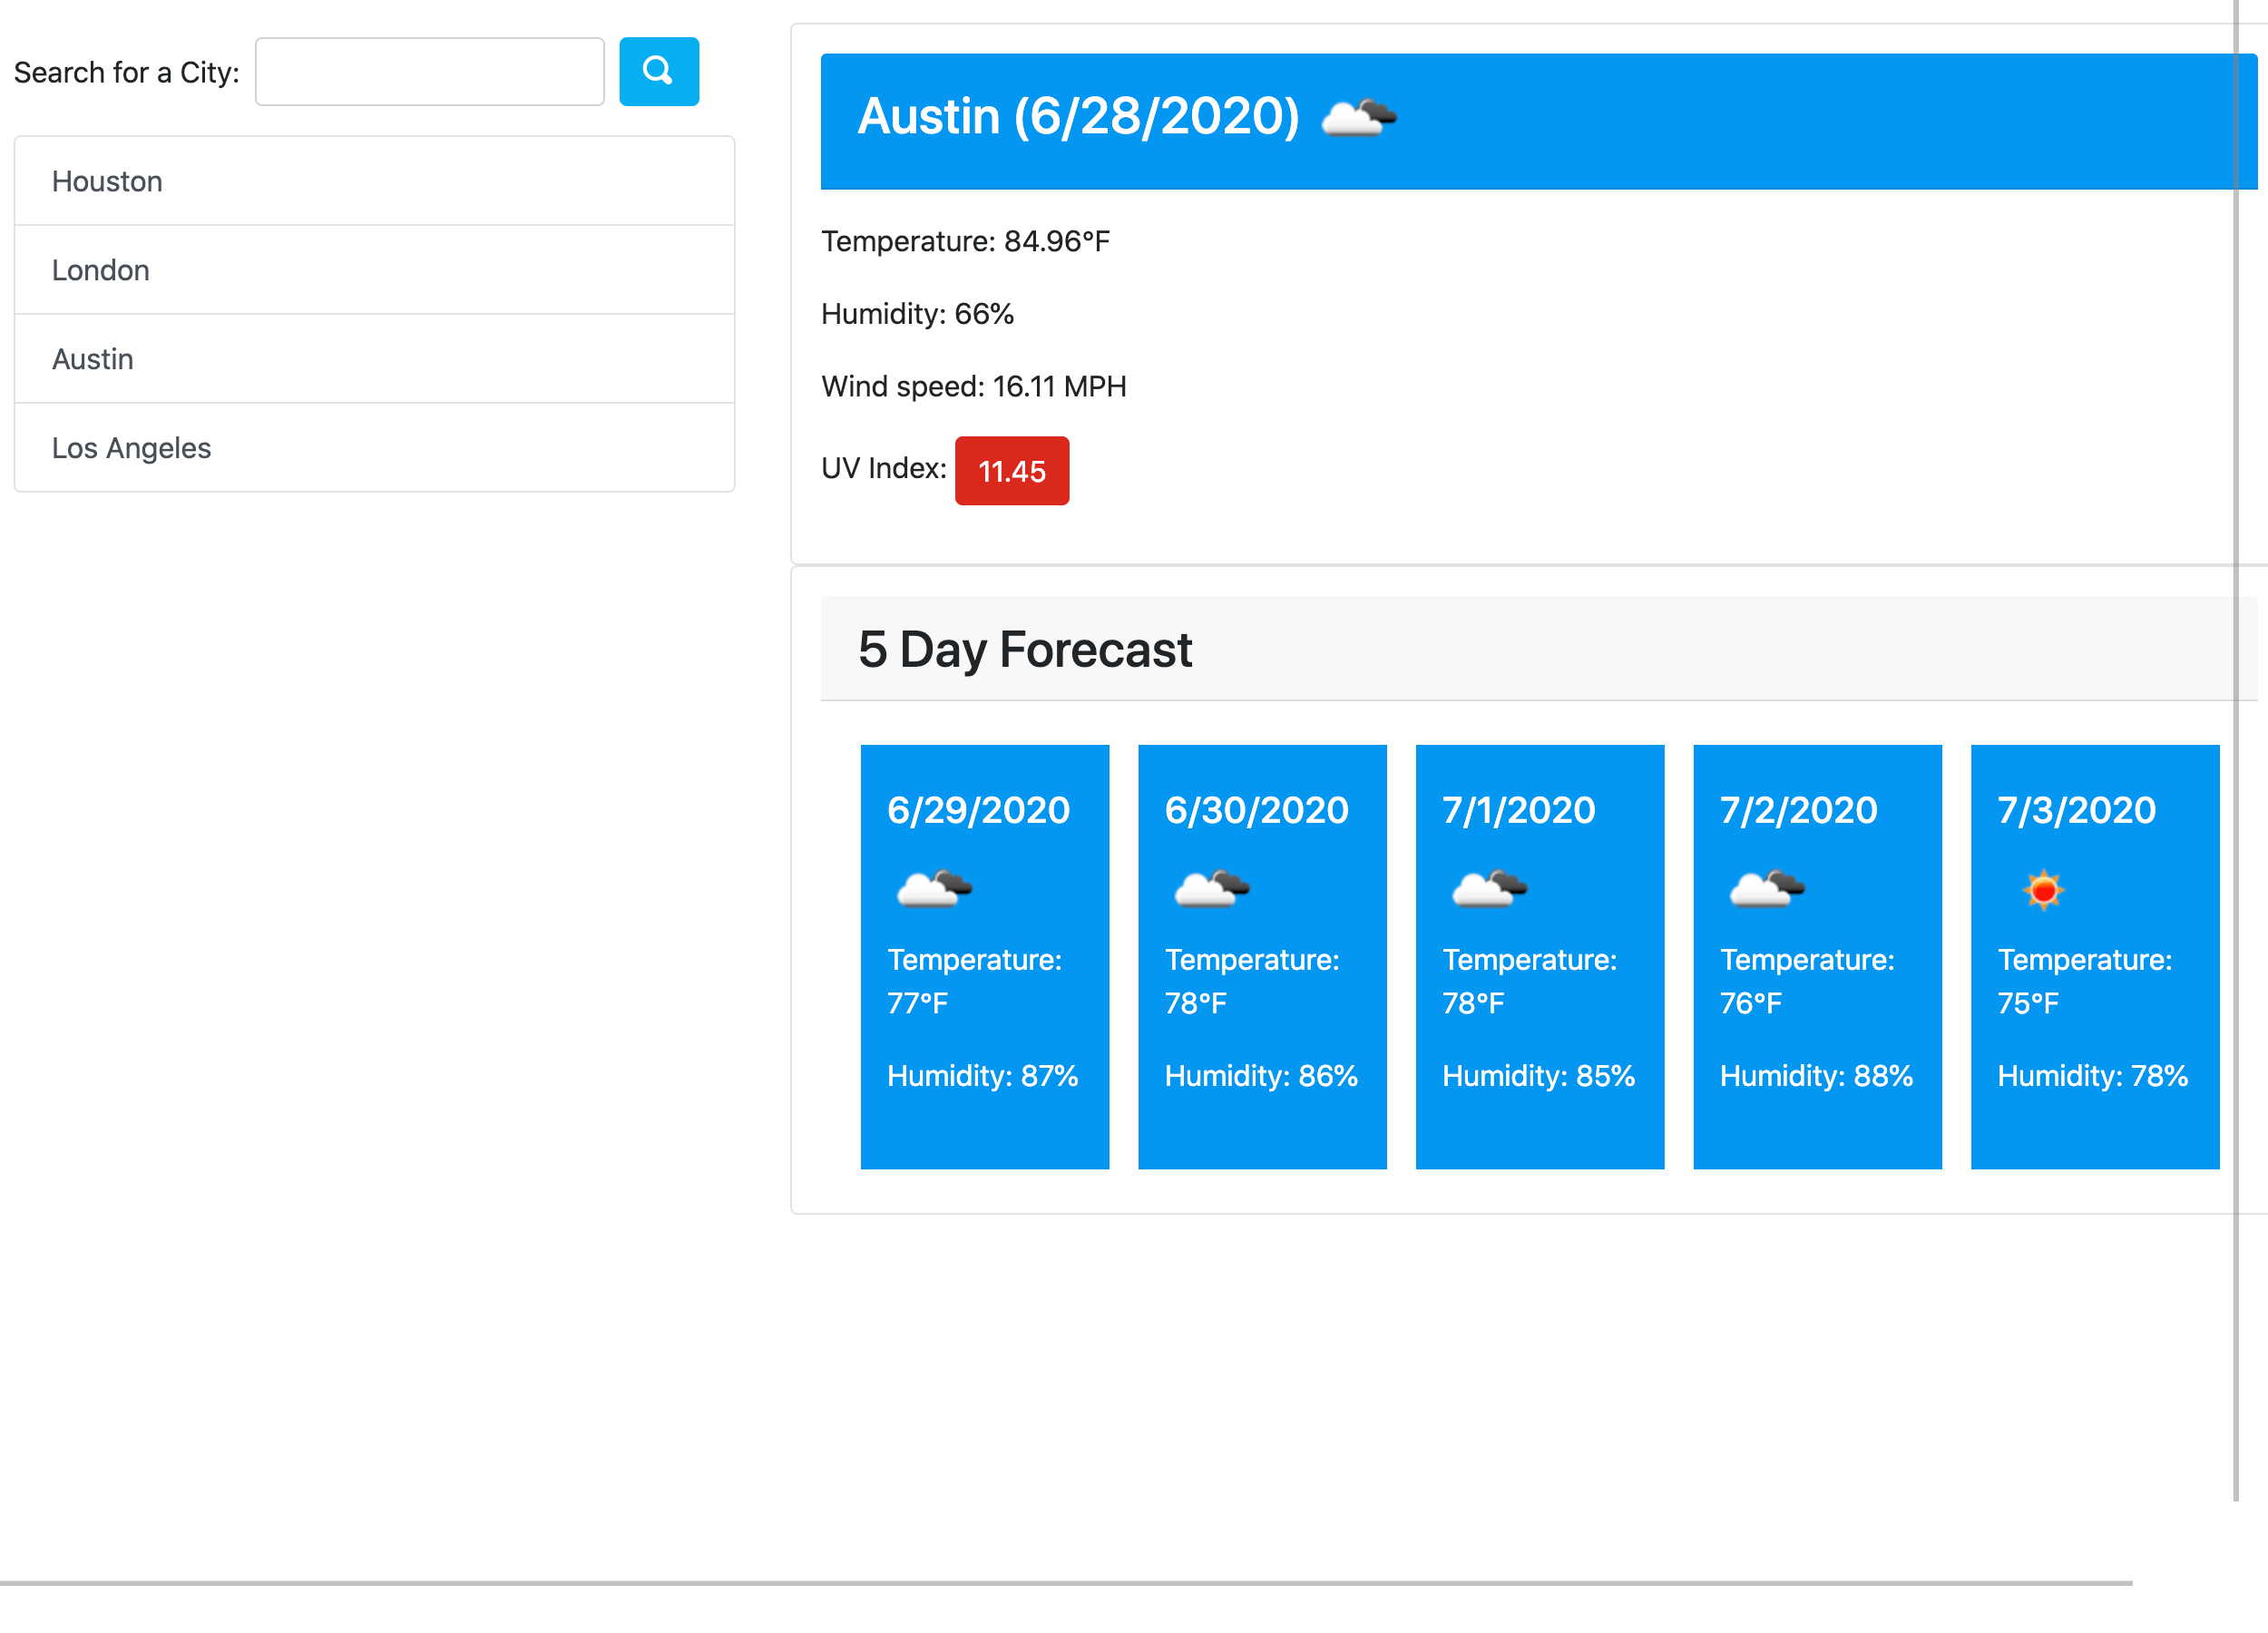 Search for a City:
Houston
London
Austin
Los Angeles
Austin (6/28/2020)
Temperature: 84.96°F
Humidity: 66%
Wind speed: 16.11 MPH
UV Index: 11.45
5 Day Forecast
6/29/2020
Temperature:
77°F
Humidity: 87%
6/30/2020
Temperature:
78°F
Humidity: 86%
7/1/2020
Temperature:
78°F
Humidity: 85%
7/2/2020
Temperature:
76°F
Humidity: 88%
7/3/2020
Temperature:
75°F
Humidity: 78%